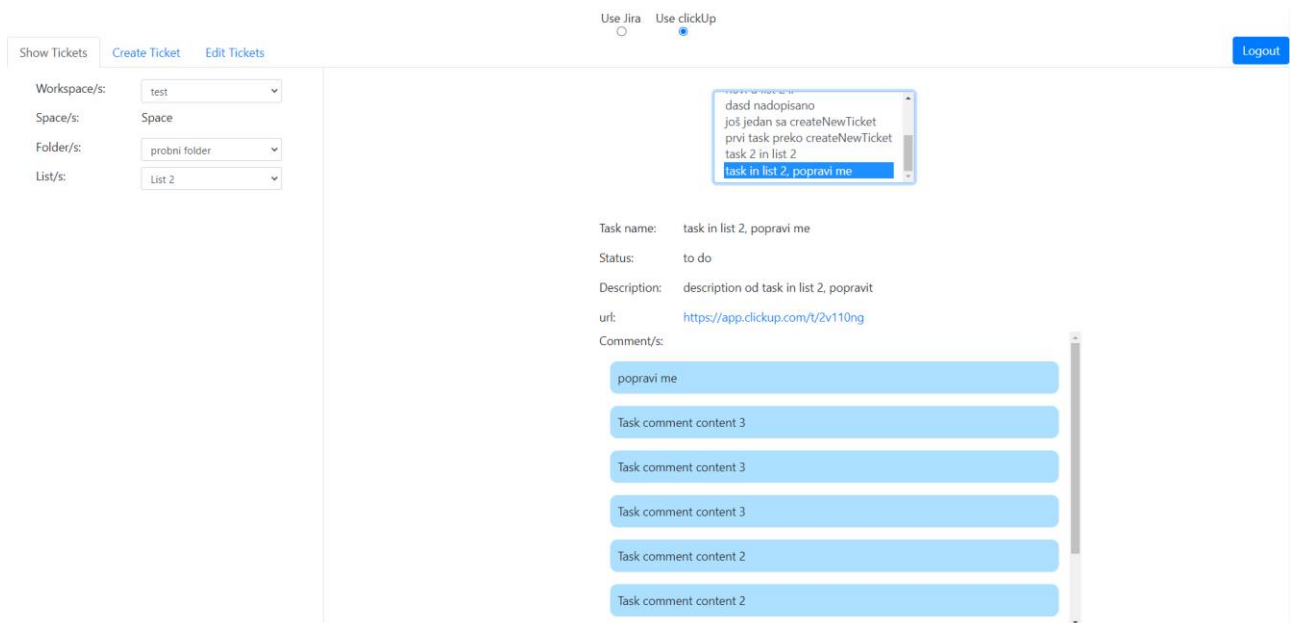 Use Jira Use clickUp
Show Tickets Create Ticket Edit Tickets
Logout
Workspace/s: test
Space/s: Space
Folder/s: probni folder
List/s: List 2
dasd nadopisano
još jedan sa createNewTicket
prvi task preko createNewTicket
task 2 in list 2
task in list 2, popravi me
Task name: task in list 2, popravi me
Status: to do
Description: description od task in list 2, popravit
url: https://app.clickup.com/t/2v110ng
Comment/s:
popravi me
Task comment content 3
Task comment content 3
Task comment content 3
Task comment content 2
Task comment content 2